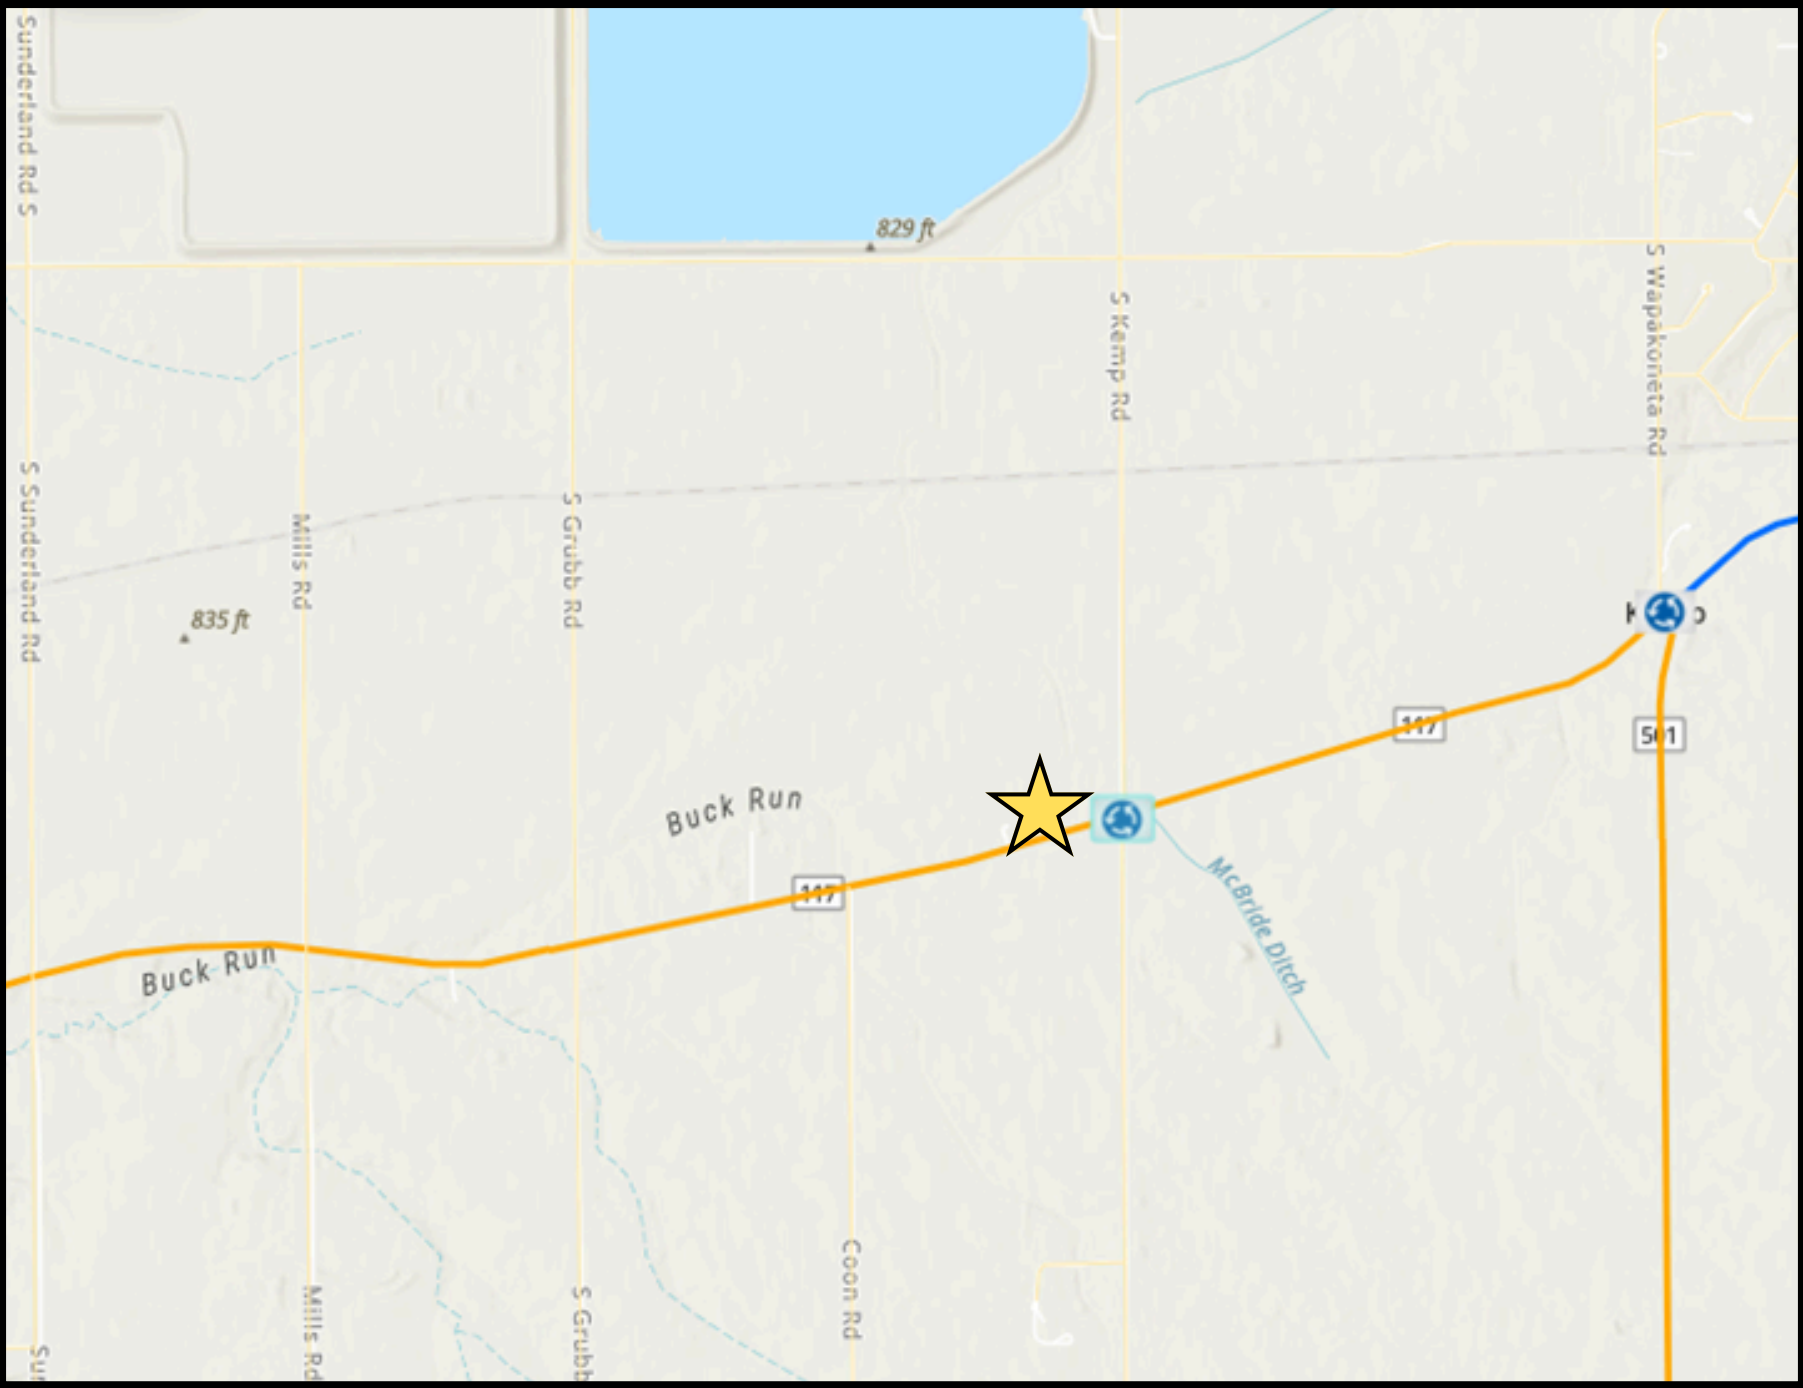 Sunderland Rd S
829 ft
S Kemp Rd
S Wapakoneta Rd
S Sunderland Rd
Mills Rd
S Grubb Rd
835 ft
117
501
Buck Run
117
McBride Ditch
Buck Run
Coon Rd
Mills Rd
S Grubb
Sur